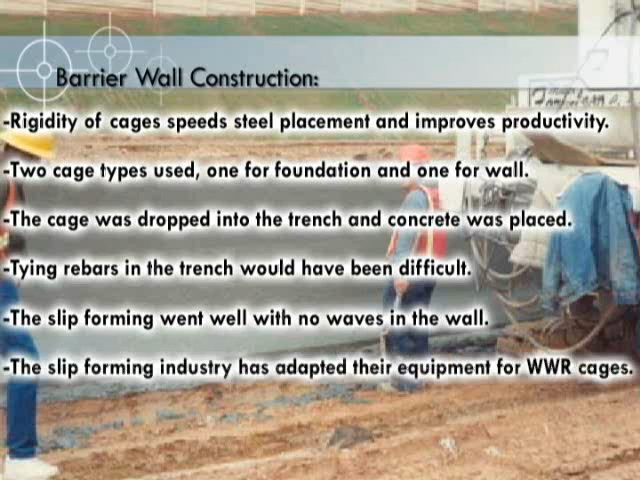 Barrier Wall Construction:
-Rigidity of cages speeds steel placement and improves productivity.
-Two cage types used, one for foundation and one for wall.
-The cage was dropped into the trench and concrete was placed.
-Tying rebars in the trench would have been difficult.
-The slip forming went well with no waves in the wall.
-The slip forming industry has adapted their equipment for WWR cages.